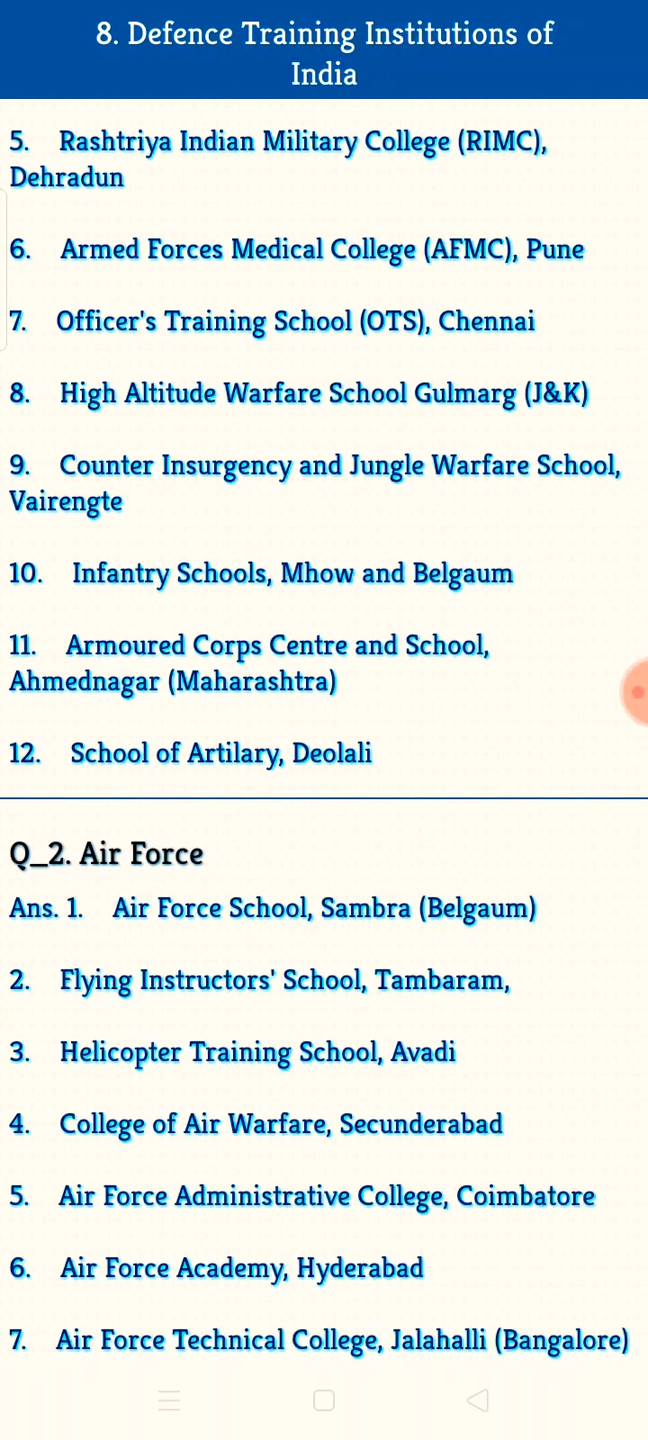 8. Defence Training Institutions of
India
5. Rashtriya Indian Military College (RIMC),
Dehradun
6. Armed Forces Medical College (AFMC), Pune
7. Officer's Training School (OTS), Chennai
8. High Altitude Warfare School Gulmarg (J&K)
9. Counter Insurgency and Jungle Warfare School,
Vairengte
10. Infantry Schools, Mhow and Belgaum
11. Armoured Corps Centre and School,
Ahmednagar (Maharashtra)
12. School of Artilary, Deolali
Q_2. Air Force
Ans. 1. Air Force School, Sambra (Belgaum)
2. Flying Instructors' School, Tambaram,
3. Helicopter Training School, Avadi
4. College of Air Warfare, Secunderabad
5. Air Force Administrative College, Coimbatore
6. Air Force Academy, Hyderabad
7. Air Force Technical College, Jalahalli (Bangalore)